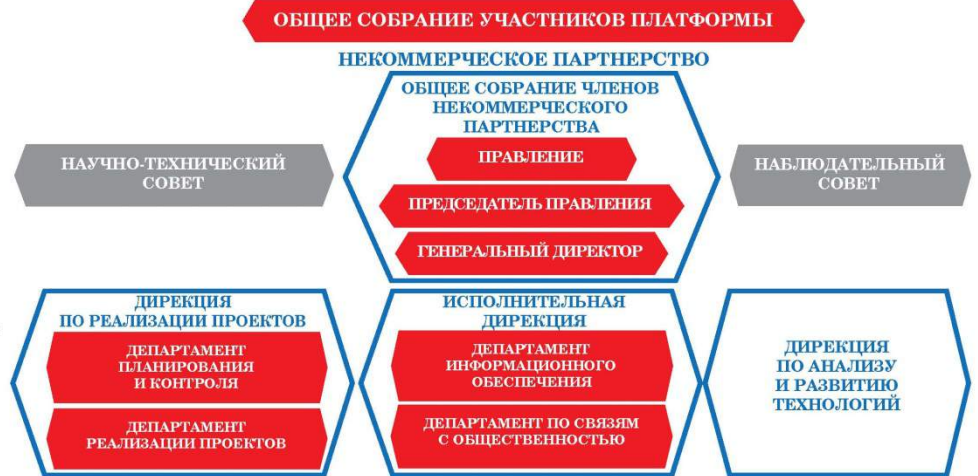 ОБЩЕЕ СОБРАНИЕ УЧАСТНИКОВ ПЛАТФОРМЫ
НЕКОММЕРЧЕСКОЕ ПАРТНЕРСТВО
ОБЩЕЕ СОБРАНИЕ ЧЛЕНОВ
НЕКОММЕРЧЕСКОГО
ПАРТНЕРСТВА
ПРАВЛЕНИЕ
ПРЕДСЕДАТЕЛЬ ПРАВЛЕНИЯ
ГЕНЕРАЛЬНЫЙ ДИРЕКТОР
НАУЧНО-ТЕХНИЧЕСКИЙ
СОВЕТ
НАБЛЮДАТЕЛЬНЫЙ
СОВЕТ
ДИРЕКЦИЯ
ПО РЕАЛИЗАЦИИ ПРОЕКТОВ
ДЕПАРТАМЕНТ
ПЛАНИРОВАНИЯ
И КОНТРОЛЯ
ДЕПАРТАМЕНТ
РЕАЛИЗАЦИИ ПРОЕКТОВ
ИСПОЛНИТЕЛЬНАЯ
ДИРЕКЦИЯ
ДЕПАРТАМЕНТ
ИНФОРМАЦИОННОГО
ОБЕСПЕЧЕНИЯ
ДЕПАРТАМЕНТ ПО СВЯЗЯМ
С ОБЩЕСТВЕННОСТЬЮ
ДИРЕКЦИЯ
ПО АНАЛИЗУ
И РАЗВИТИЮ
ТЕХНОЛОГИЙ